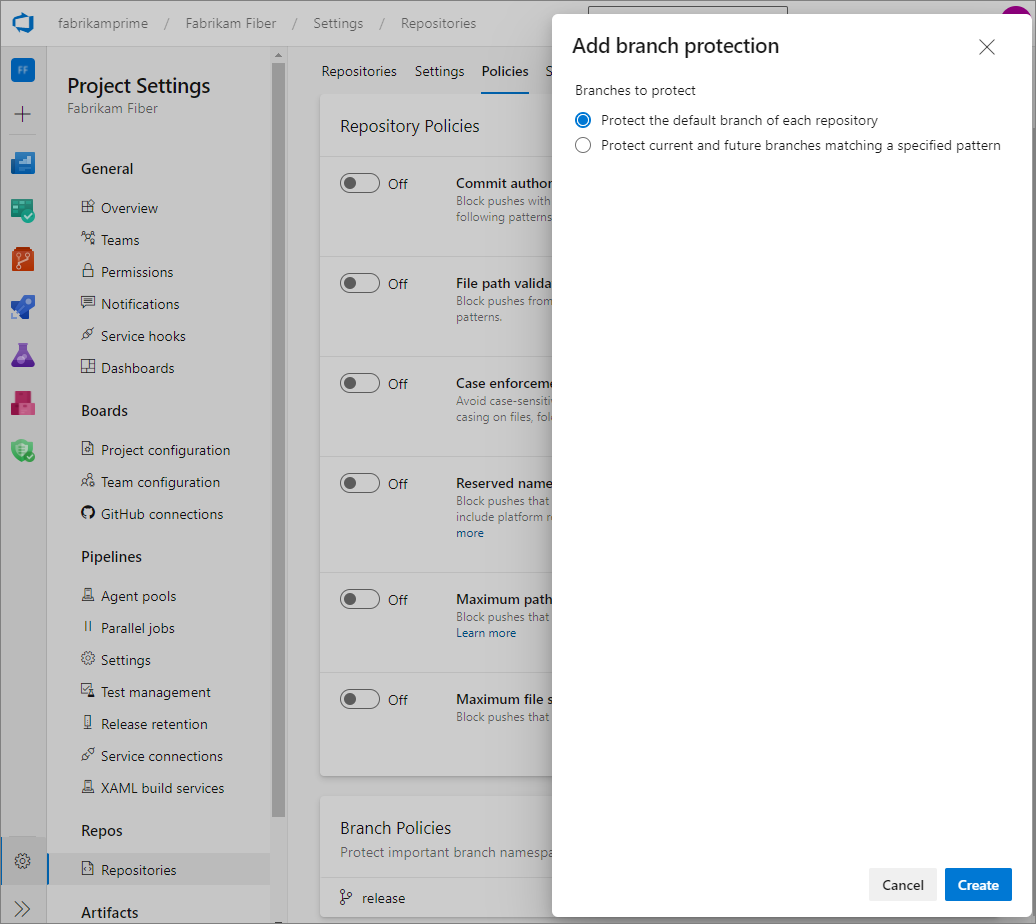 fabrikamprime / Fabrikam Fiber / Settings / Repositories
FF
Project Settings
Fabrikam Fiber
General
Overview
Teams
Permissions
Notifications
Service hooks
Dashboards
Boards
Project configuration
Team configuration
GitHub connections
Pipelines
Agent pools
Parallel jobs
Settings
Test management
Release retention
Service connections
XAML build services
Repos
Repositories
Artifacts
Repositories Settings Policies S
Repository Policies
Off
Commit author
Block pushes with
following patterns
Off
File path valida
Block pushes from
patterns.
Off
Case enforceme
Avoid case-sensitiv
casing on files, fol
Off
Reserved name
Block pushes that
include platform r
more
Off
Maximum path
Block pushes that
Learn more
Off
Maximum file s
Block pushes that
Branch Policies
Protect important branch namespa
release
Add branch protection
Branches to protect
Protect the default branch of each repository
Protect current and future branches matching a specified pattern
Cancel
Create